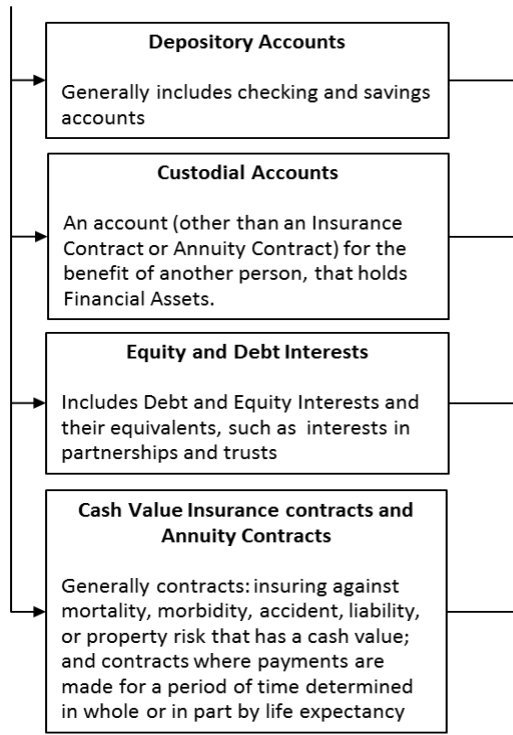 Depository Accounts
Generally includes checking and savings
accounts
Custodial Accounts
An account (other than an Insurance
Contract or Annuity Contract) for the
benefit of another person, that holds
Financial Assets.
Equity and Debt Interests
Includes Debt and Equity Interests and
their equivalents, such as interests in
partnerships and trusts
Cash Value Insurance contracts and
Annuity Contracts
Generally contracts: insuring against
mortality, morbidity, accident, liability,
or property risk that has a cash value;
and contracts where payments are
made for a period of time determined
in whole or in part by life expectancy